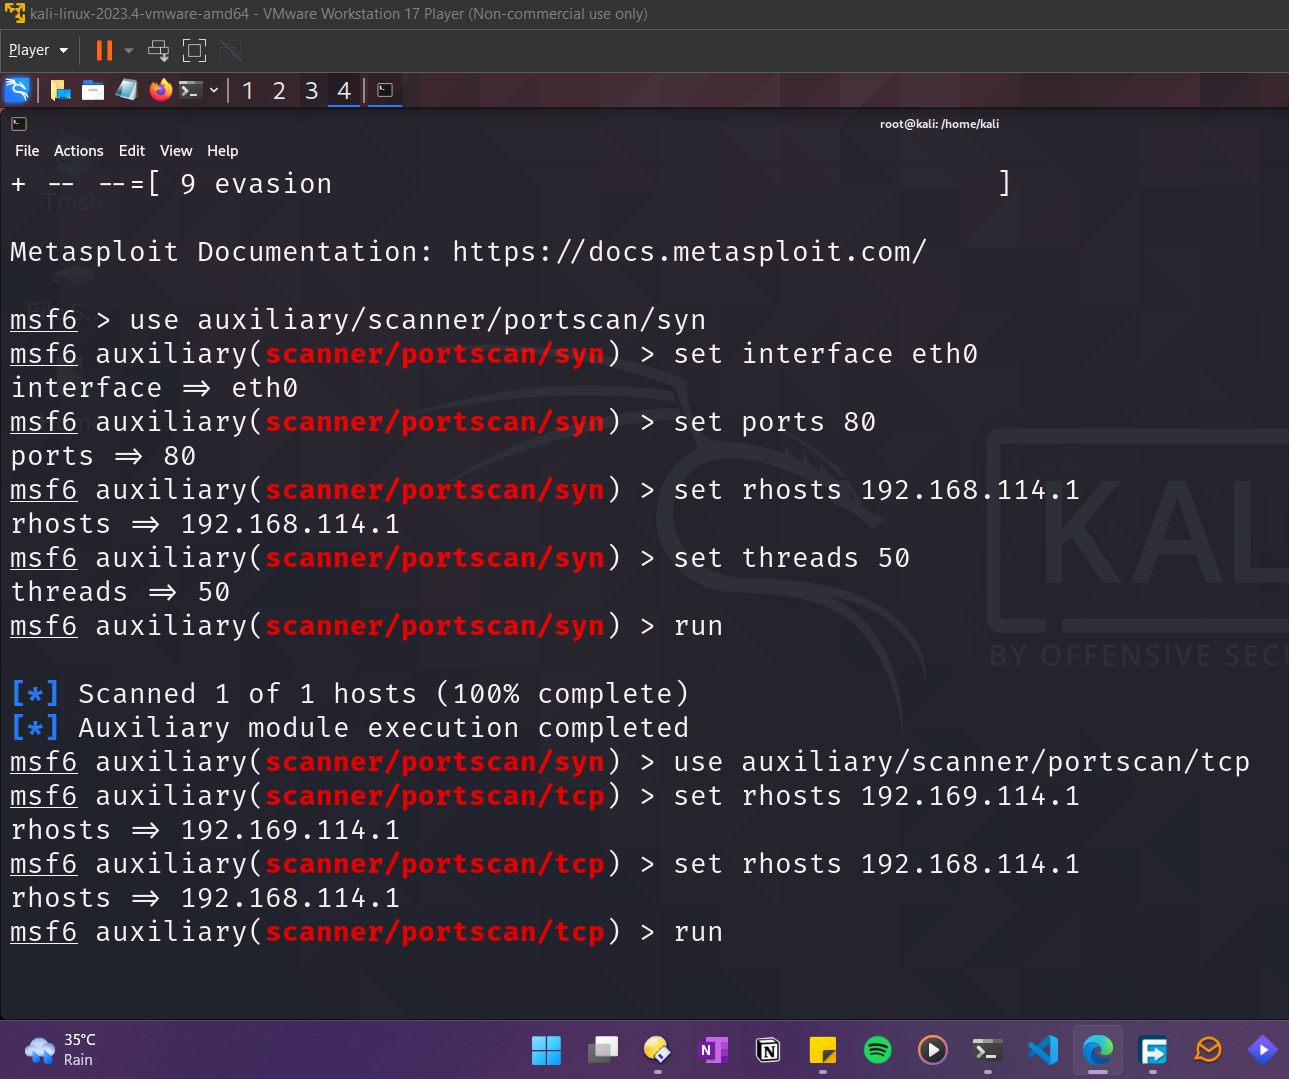 kali-linux-2023.4-vmware-amd64 - VMware Workstation 17 Player (Non-commercial use only)
Player
1 2 3 4
root@kali: /home/kali
File Actions Edit View Help
+ -- --=[ 9 evasion ]
Trash
Metasploit Documentation: https://docs.metasploit.com/
msf6 > use auxiliary/scanner/portscan/syn
msf6 auxiliary(scanner/portscan/syn) > set interface eth0
interface ⇒ eth0
msf6 auxiliary(scanner/portscan/syn) > set ports 80
ports ⇒ 80
msf6 auxiliary(scanner/portscan/syn) > set rhosts 192.168.114.1
rhosts ⇒ 192.168.114.1
msf6 auxiliary(scanner/portscan/syn) > set threads 50
threads ⇒ 50
msf6 auxiliary(scanner/portscan/syn) > run
KAL
BY OFFENSIVE SECU
[*] Scanned 1 of 1 hosts (100% complete)
[*] Auxiliary module execution completed
msf6 auxiliary(scanner/portscan/syn) > use auxiliary/scanner/portscan/tcp
msf6 auxiliary(scanner/portscan/tcp) > set rhosts 192.169.114.1
rhosts ⇒ 192.169.114.1
msf6 auxiliary(scanner/portscan/tcp) > set rhosts 192.168.114.1
rhosts ⇒ 192.168.114.1
msf6 auxiliary(scanner/portscan/tcp) > run
35°C
Rain